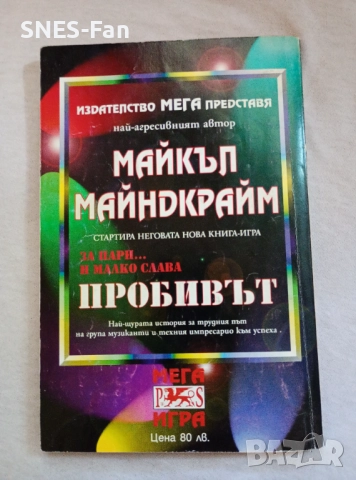 SNES-Fan
ИЗДАТЕЛСТВО МЕГА ПРЕДСТАВЯ
най-агресивният автор
МАЙКЪЛ
МАЙНДКРАЙМ
СТАРТИРА НЕГОВАТА НОВА КНИГА-ИГРА
ЗА ПАРИ...
И МАЛКО СЛАВА
ПРОБИВЪТ
Най-щурата история за трудния път
на група музиканти и техния импресарио към успеха.
МЕГА
PRS
ИГРА
Цена 80 лв.
BAZAR